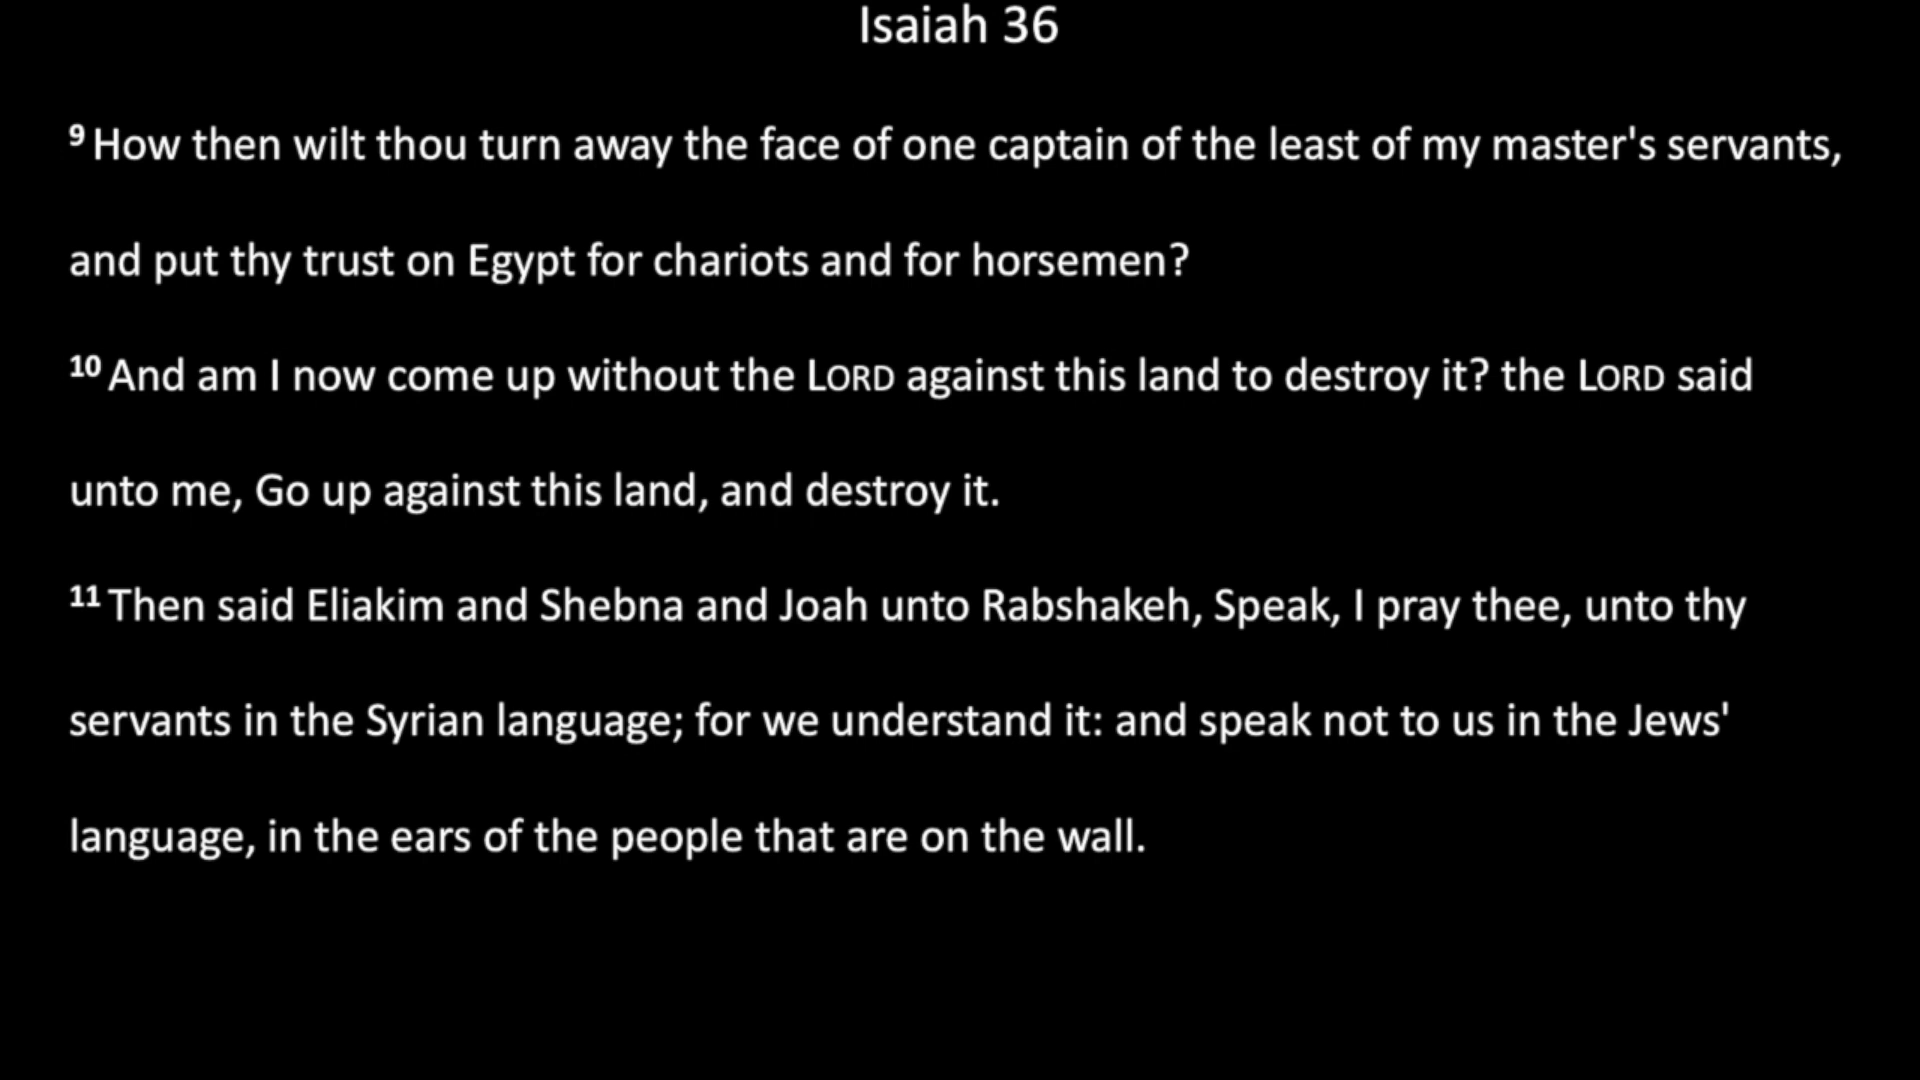 Isaiah 36
9 How then wilt thou turn away the face of one captain of the least of my master's servants,
and put thy trust on Egypt for chariots and for horsemen?
10 And am I now come up without the LORD against this land to destroy it? the LORD said
unto me, Go up against this land, and destroy it.
11 Then said Eliakim and Shebna and Joah unto Rabshakeh, Speak, I pray thee, unto thy
servants in the Syrian language; for we understand it: and speak not to us in the Jews'
language, in the ears of the people that are on the wall.